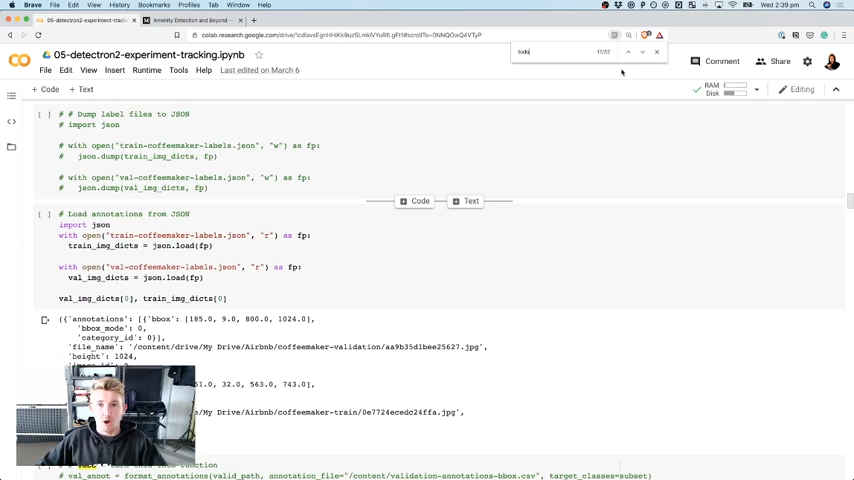 Brave File Edit View History Bookmarks Profiles Tab Window Help
Wed 2:39 pm
05-detectron2-experiment-track
Amenity Detection and Beyond
colab.research.google.com/drive/
todo 17/32
05-detectron2-experiment-tracking.ipynb
Comment Share
File Edit Insert Runtime Tools Help Last edited on March 6
View
+ Code + Text
RAM
Disk
Editing
[ ] # # Dump label files to JSON
# import json
# with open("train-coffeemaker-labels.json", "w") as fp:
# json.dump(train_img_dicts, fp)
# with open("val-coffeemaker-labels.json", "w") as fp:
# json.dump(val_img_dicts, fp)
Code Text
[ ] # Load annotations from JSON
import json
with open("train-coffeemaker-labels.json", "r") as fp:
train_img_dicts = json.load(fp)
with open("val-coffeemaker-labels.json", "r") as fp:
val_img_dicts = json.load(fp)
val_img_dicts[0], train_img_dicts[0]
({'annotations': [{'bbox': [185.0, 9.0, 800.0, 1024.0],
'bbox_mode': 0,
'category_id': 0}],
'file_name': '/content/drive/My Drive/Airbnb/coffeemaker-validation/aa9b35d1bee25627.jpg',
'height': 1024,
51.0, 32.0, 563.0, 743.0],
ve/My Drive/Airbnb/coffeemaker-train/0e7724ecedc24ffa.jpg',
this into function
# val_annot = format_annotations(valid_path, annotation_file="/content/validation-annotations-bbox.csv", target_classes=subset)